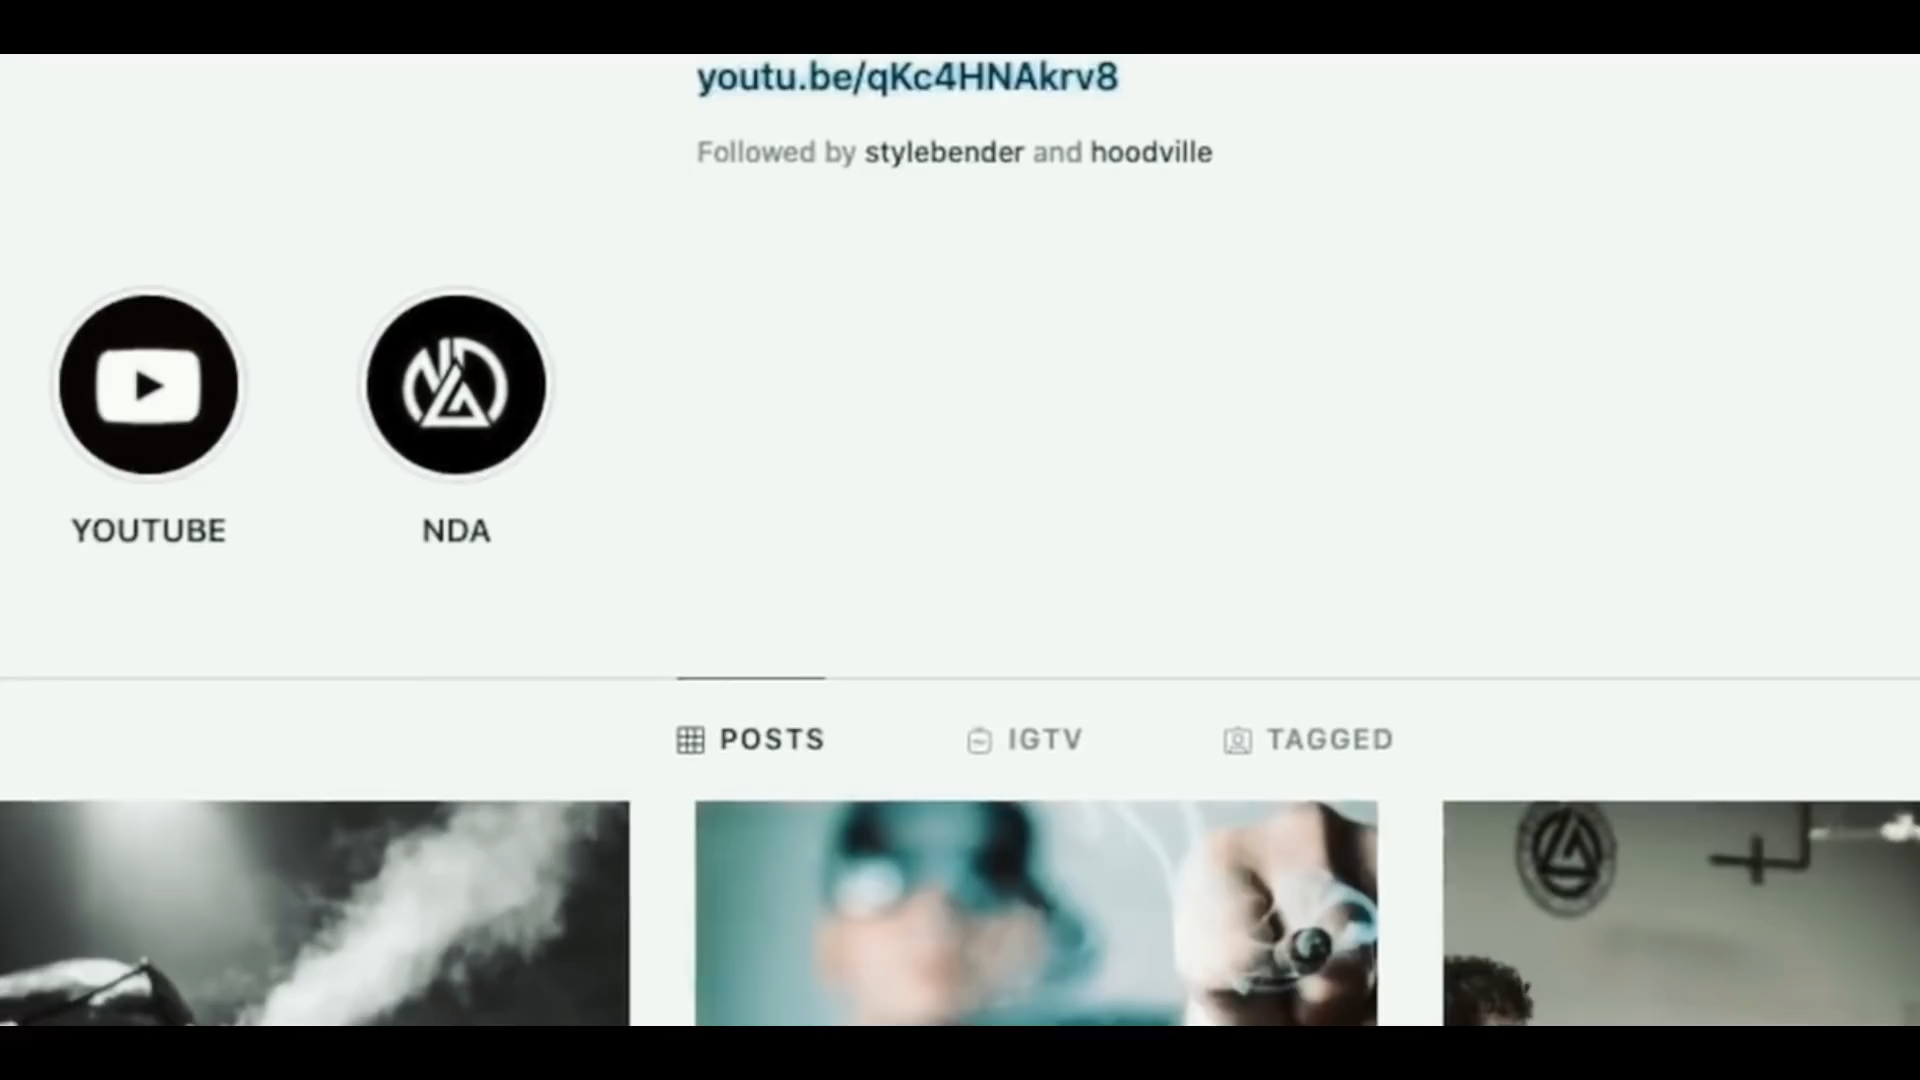 youtu.be/qKc4HNAkrv8
Followed by stylebender and hoodville
YOUTUBE
NDA
POSTS
IGTV
TAGGED